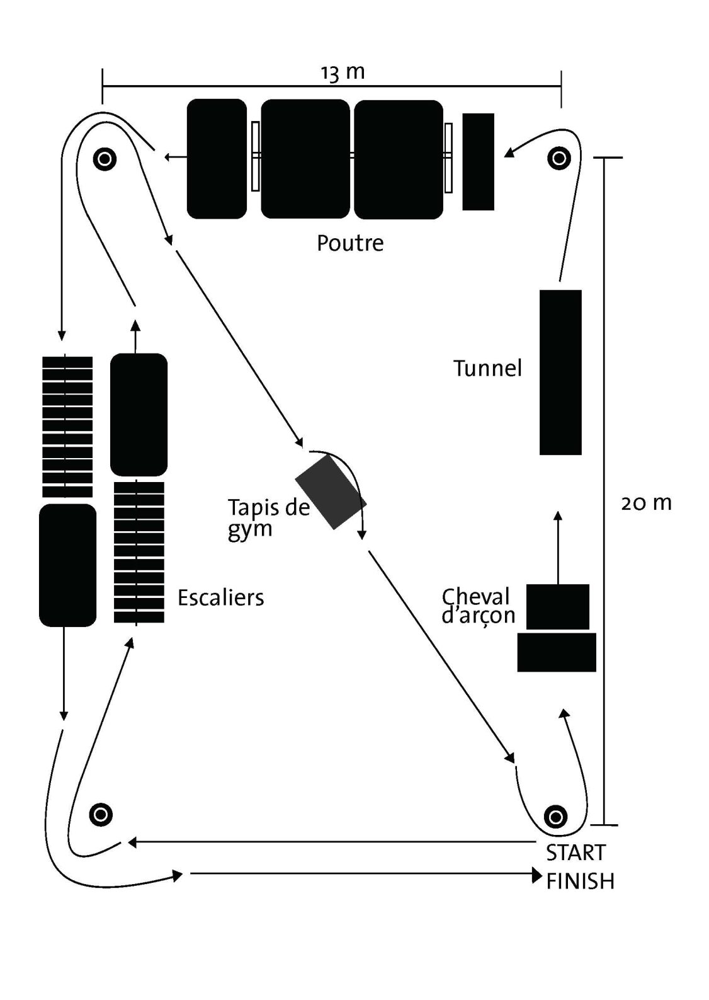 13 m
Poutre
Tunnel
Tapis de
gym
20 m
Escaliers
Cheval
d'arçon
START
FINISH